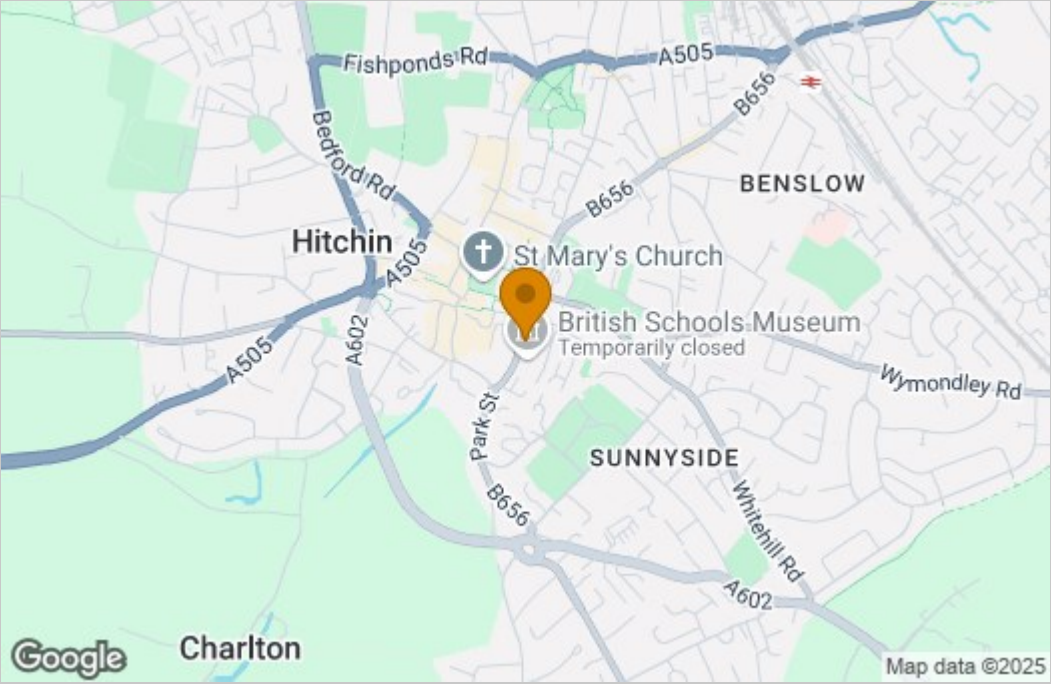 Fishponds Rd
A505
B656
Bedford Rd
BENSLOW
B656
Hitchin
A505
St Mary's Church
British Schools Museum
Temporarily closed
A602
A505
Wymondley Rd
Park St
SUNNYSIDE
B656
Whitehill Rd
A602
Charlton
Google
Map data ©2025